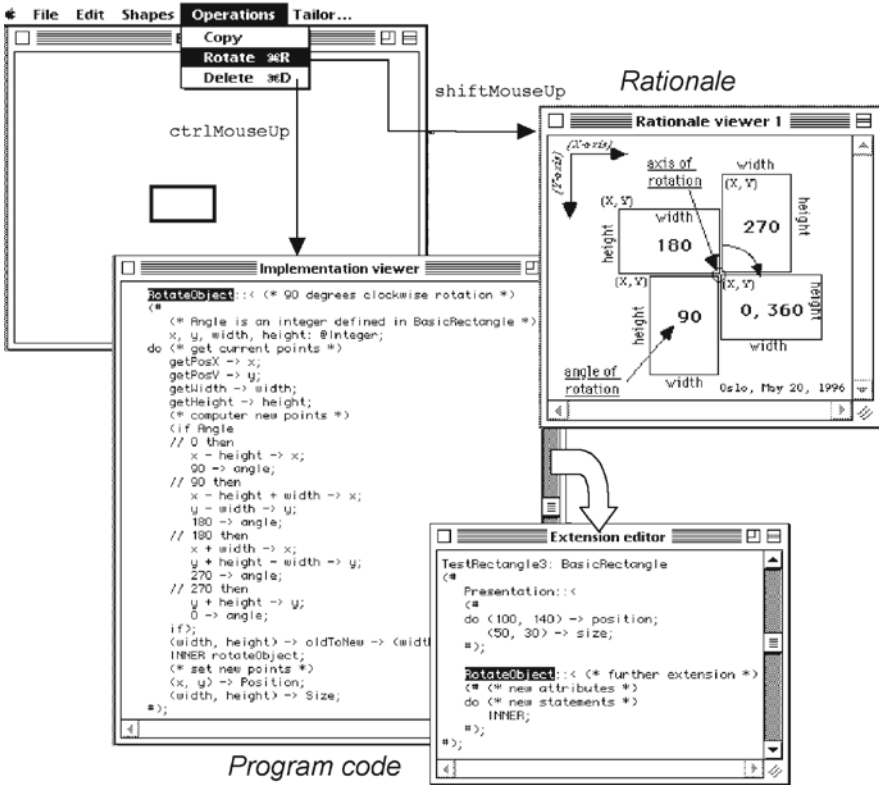 File Edit Shapes Operations Tailor...
Copy
Rotate ⌘R
Delete ⌘D
shiftMouseUp
ctrlMouseUp
Rationale
Rationale viewer 1
(X-axis)
(Y-axis)
axis of
rotation
width
(X, Y)
height
270
(X, Y)
width
height
180
(X, Y)
(X, Y)
height
90
0, 360
height
width
angle of
rotation
width
Oslo, May 20, 1996
Implementation viewer
RotateObject::< (* 90 degrees clockwise rotation *)
(#
(* Angle is an integer defined in BasicRectangle *)
x, y, width, height: @Integer;
do (* get current points *)
getPosX -> x;
getPosY -> y;
getWidth -> width;
getHeight -> height;
(* computer new points *)
(if Angle
// 0 then
x - height -> x;
90 -> angle;
// 90 then
x - height + width -> x;
y - width -> y;
180 -> angle;
// 180 then
x + width -> x;
y + height - width -> y;
270 -> angle;
// 270 then
y + height -> y;
0 -> angle;
if);
(width, height) -> oldToNew -> (widt
INNER rotateObject;
(* set new points *)
(x, y) -> Position;
(width, height) -> Size;
#);
Program code
Extension editor
TestRectangle3: BasicRectangle
(#
Presentation::<
(#
do (100, 140) -> position;
(50, 30) -> size;
#);
RotateObject::< (* further extension *)
(# (* new attributes *)
do (* new statements *)
INNER;
#);
#);